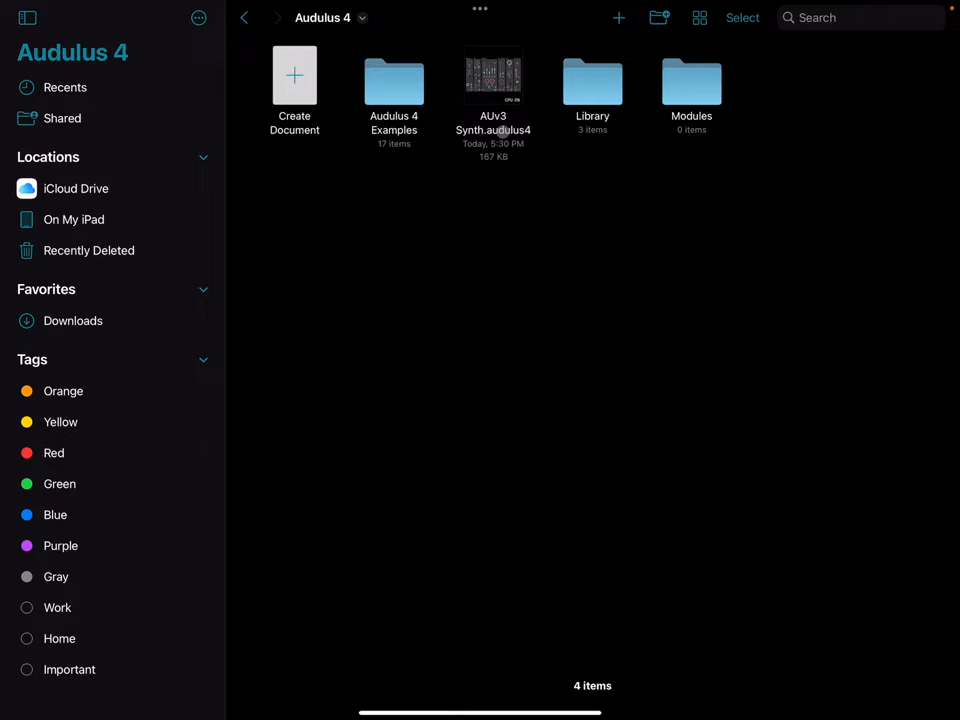 Audulus 4
Search
Select
Audulus 4
Recents
Shared
Locations
iCloud Drive
On My iPad
Recently Deleted
Favorites
Downloads
Tags
Orange
Yellow
Red
Green
Blue
Purple
Gray
Work
Home
Important
Create
Document
Audulus 4
Examples
17 items
AUv3
Synth.audulus4
Today, 5:30 PM
167 KB
Library
3 items
Modules
0 items
4 items